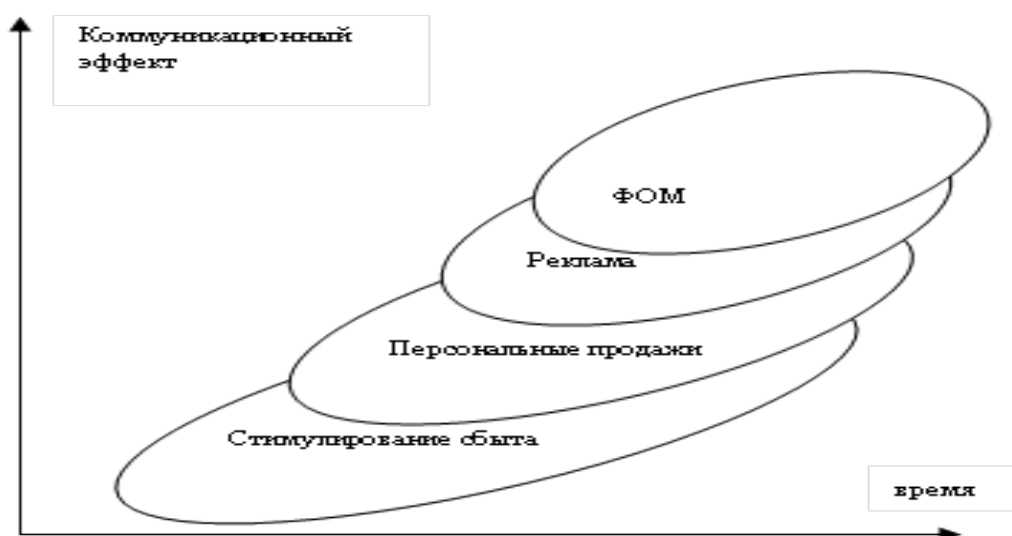 Коммуникационный
эффект
ФОМ
Реклама
Персональные продажи
Стимулирование сбыта
время